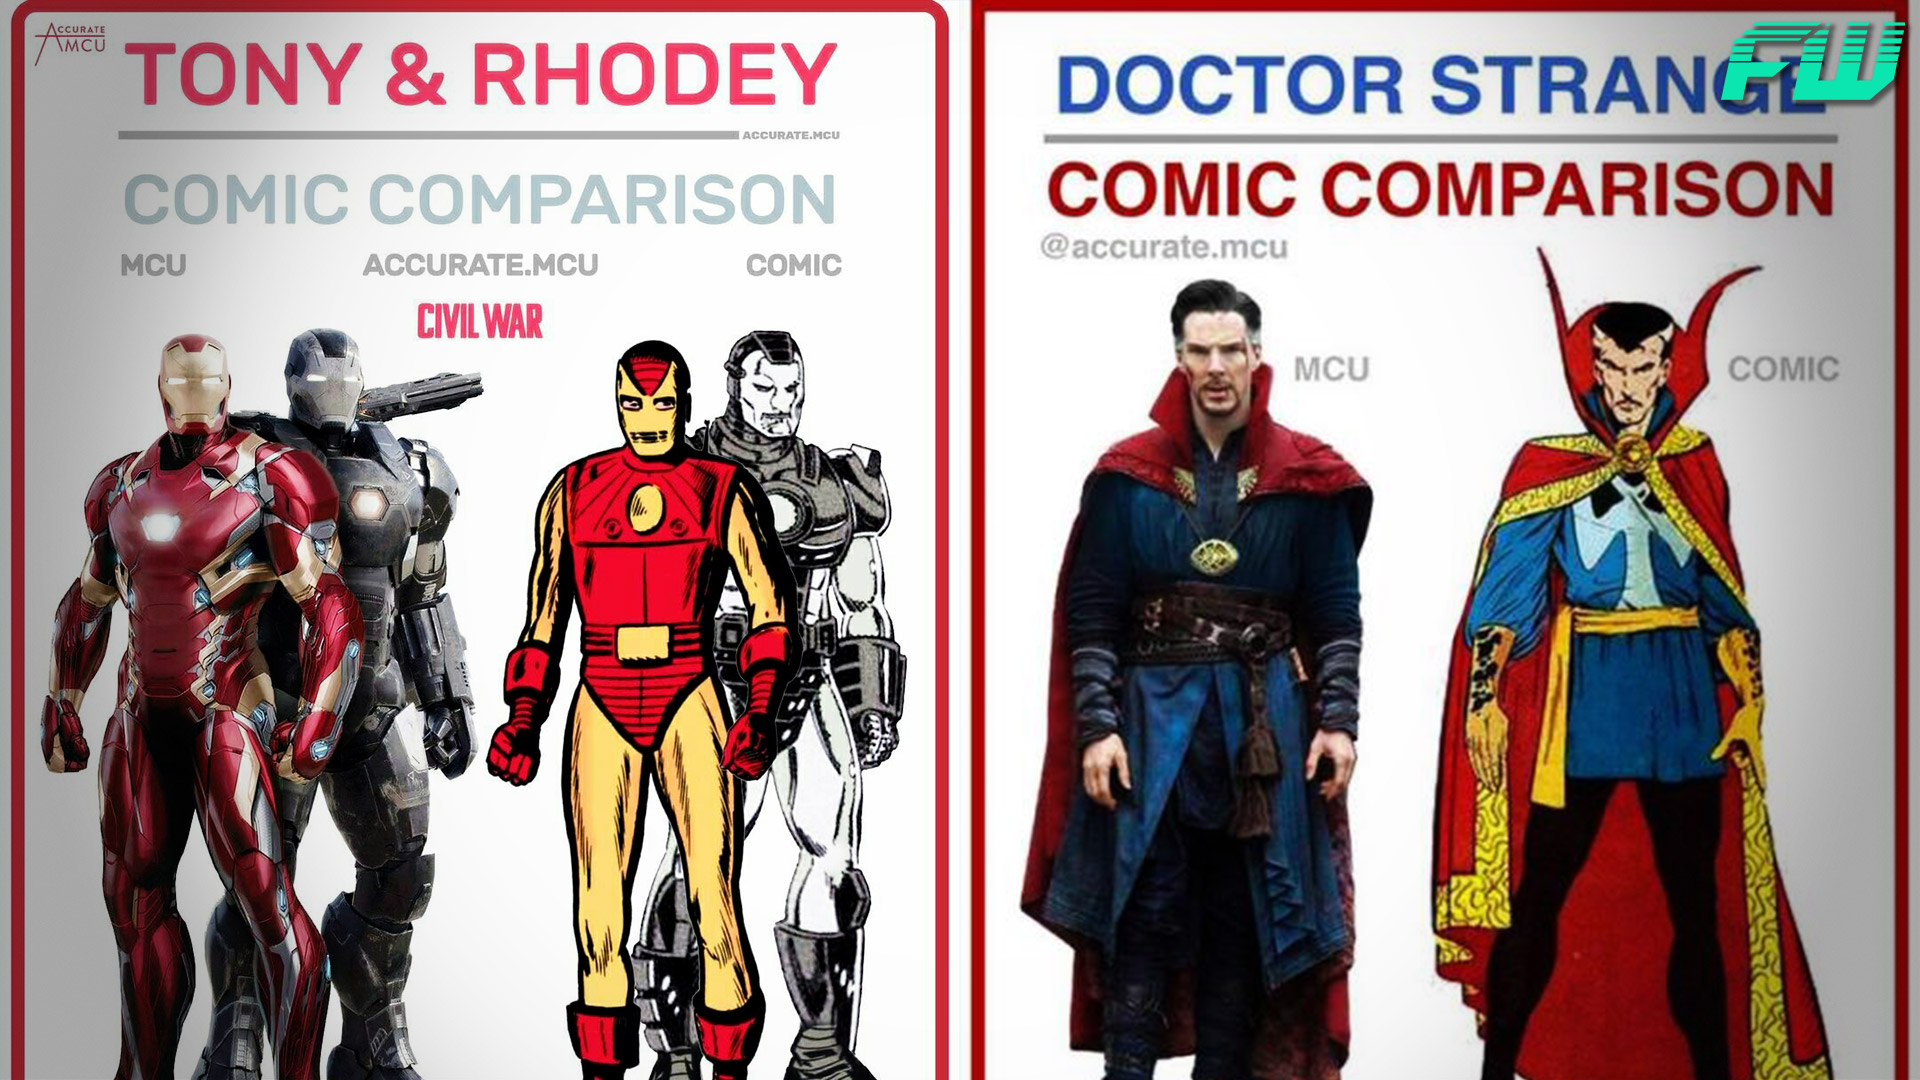 ACCURATE
MCU
TONY & RHODEY
ACCURATE.MCU
COMIC COMPARISON
MCU
ACCURATE.MCU
COMIC
CIVIL WAR
FW
DOCTOR STRANGE
COMIC COMPARISON
@accurate.mcu
MCU
COMIC